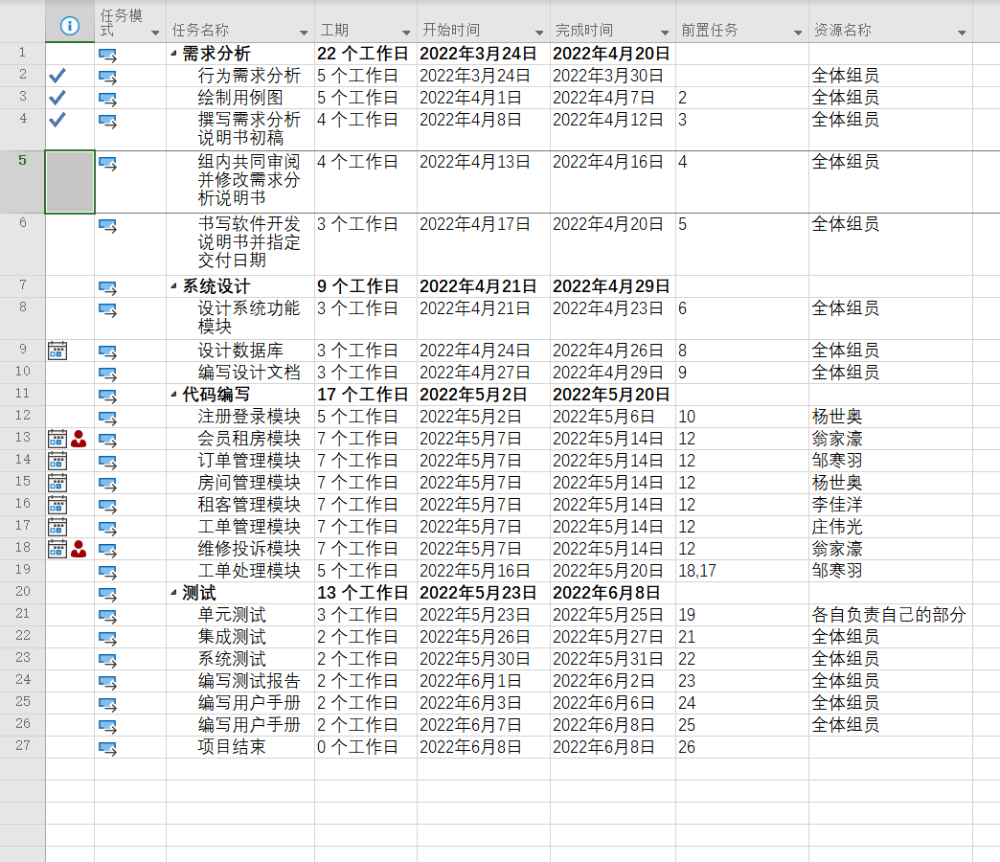 任务模式 任务名称 工期 开始时间 完成时间 前置任务 资源名称
1 需求分析 22 个工作日 2022年3月24日 2022年4月20日
2 行为需求分析 5 个工作日 2022年3月24日 2022年3月30日 全体组员
3 绘制用例图 5 个工作日 2022年4月1日 2022年4月7日 2 全体组员
4 撰写需求分析 4 个工作日 2022年4月8日 2022年4月12日 3 全体组员
说明书初稿
5 组内共同审阅 4 个工作日 2022年4月13日 2022年4月16日 4 全体组员
并修改需求分
析说明书
6 书写软件开发 3 个工作日 2022年4月17日 2022年4月20日 5 全体组员
说明书并指定
交付日期
7 系统设计 9 个工作日 2022年4月21日 2022年4月29日
8 设计系统功能 3 个工作日 2022年4月21日 2022年4月23日 6 全体组员
模块
9 设计数据库 3 个工作日 2022年4月24日 2022年4月26日 8 全体组员
10 编写设计文档 3 个工作日 2022年4月27日 2022年4月29日 9 全体组员
11 代码编写 17 个工作日 2022年5月2日 2022年5月20日
12 注册登录模块 5 个工作日 2022年5月2日 2022年5月6日 10 杨世奥
13 会员租房模块 7 个工作日 2022年5月7日 2022年5月14日 12 翁家濠
14 订单管理模块 7 个工作日 2022年5月7日 2022年5月14日 12 邹寒羽
15 房间管理模块 7 个工作日 2022年5月7日 2022年5月14日 12 杨世奥
16 租客管理模块 7 个工作日 2022年5月7日 2022年5月14日 12 李佳洋
17 工单管理模块 7 个工作日 2022年5月7日 2022年5月14日 12 庄伟光
18 维修投诉模块 7 个工作日 2022年5月7日 2022年5月14日 12 翁家濠
19 工单处理模块 5 个工作日 2022年5月16日 2022年5月20日 18,17 邹寒羽
20 测试 13 个工作日 2022年5月23日 2022年6月8日
21 单元测试 3 个工作日 2022年5月23日 2022年5月25日 19 各自负责自己的部分
22 集成测试 2 个工作日 2022年5月26日 2022年5月27日 21 全体组员
23 系统测试 2 个工作日 2022年5月30日 2022年5月31日 22 全体组员
24 编写测试报告 2 个工作日 2022年6月1日 2022年6月2日 23 全体组员
25 编写用户手册 2 个工作日 2022年6月3日 2022年6月6日 24 全体组员
26 编写用户手册 2 个工作日 2022年6月7日 2022年6月8日 25 全体组员
27 项目结束 0 个工作日 2022年6月8日 2022年6月8日 26